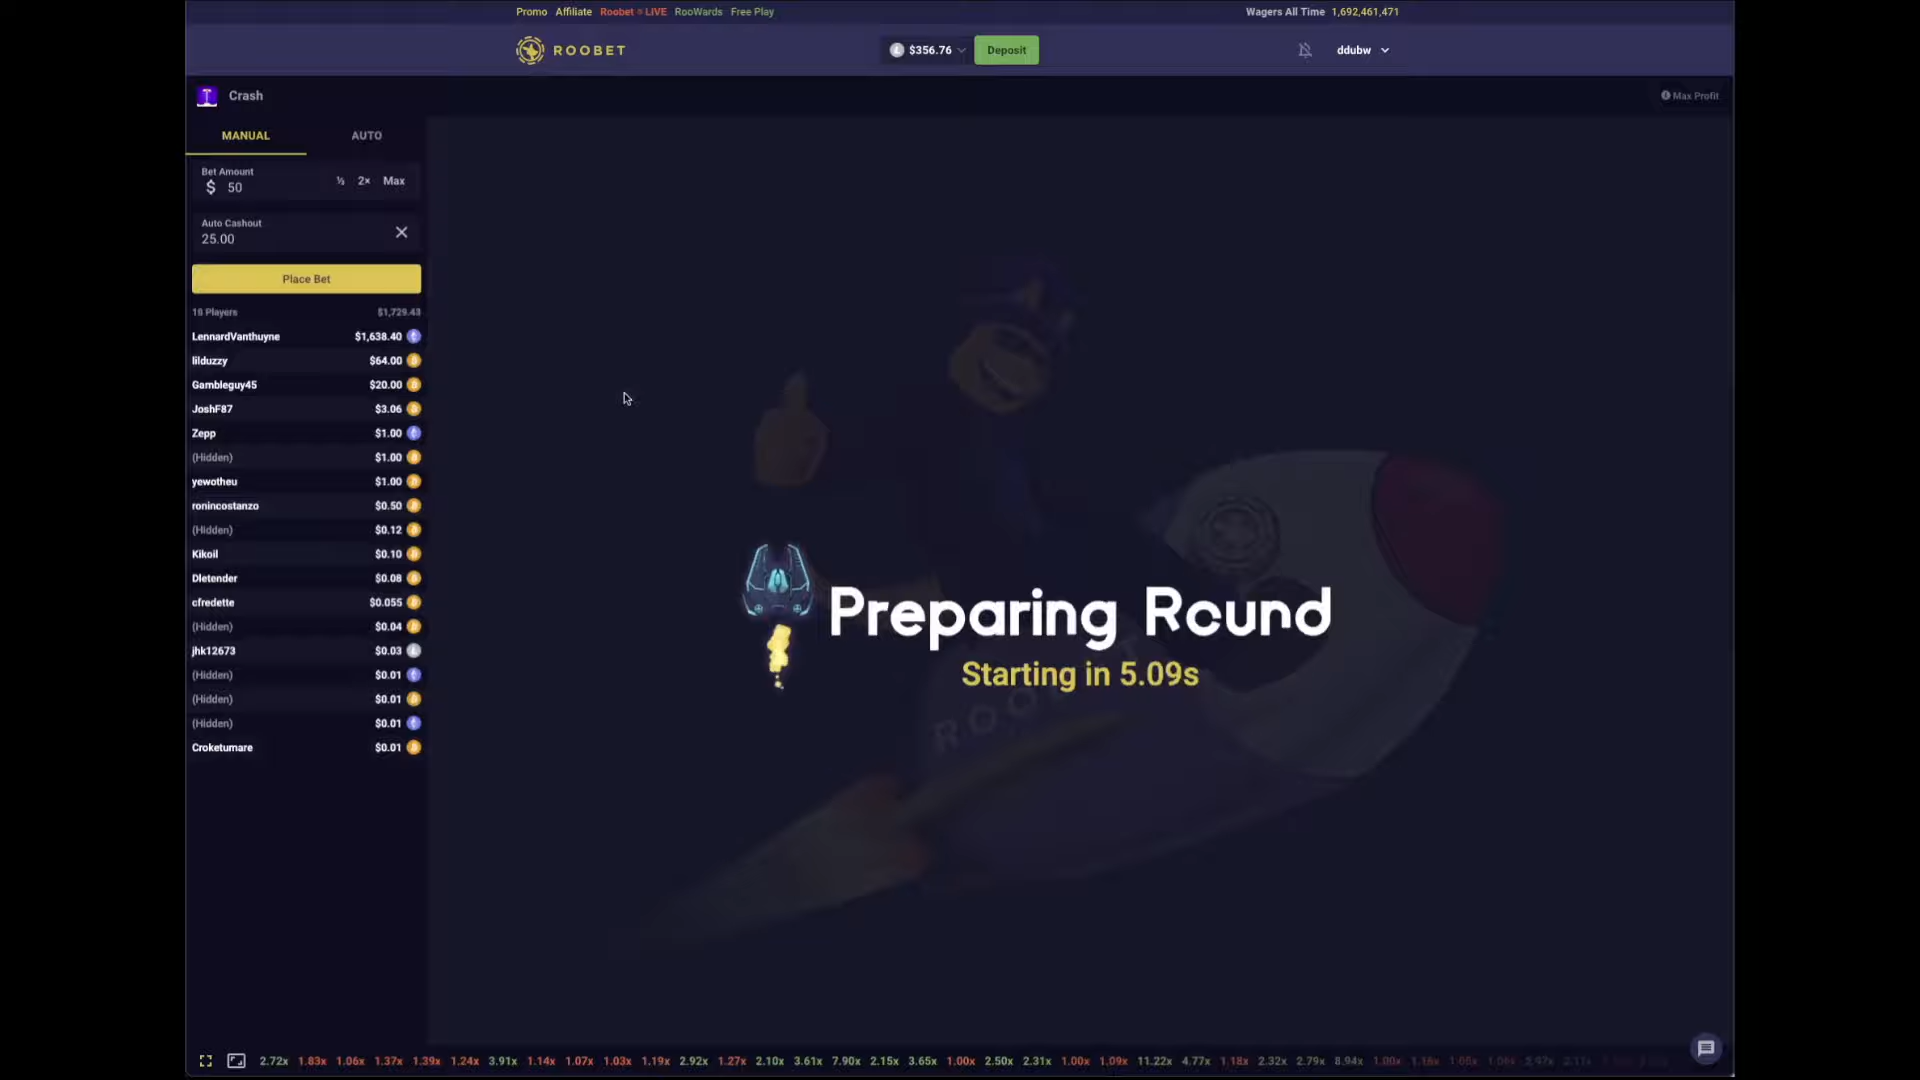 Promo Affiliate Roobet LIVE RooWards Free Play
Wagers All Time 1,692,461,471
ROOBET
$356.76
Deposit
ddubw
Crash
Max Profit
MANUAL AUTO
Bet Amount
$ 50
½ 2× Max
Auto Cashout
25.00
Place Bet
18 Players $1,729.43
LennardVanthuyne $1,638.40
lilduzzy $64.00
Gambleguy45 $20.00
JoshF87 $3.06
Zepp $1.00
(Hidden) $1.00
yewotheu $1.00
ronincostanzo $0.50
(Hidden) $0.12
Kikoil $0.10
Dletender $0.08
cfredette $0.055
(Hidden) $0.04
jhk12673 $0.03
(Hidden) $0.01
(Hidden) $0.01
(Hidden) $0.01
Croketumare $0.01
Preparing Round
Starting in 5.09s
ROO
2.72x 1.83x 1.06x 1.37x 1.39x 1.24x 3.91x 1.14x 1.07x 1.03x 1.19x 2.92x 1.27x 2.10x 3.61x 7.90x 2.15x 3.65x 1.00x 2.50x 2.31x 1.00x 1.09x 11.22x 4.77x 1.18x 2.32x 2.79x 8.94x 1.00x